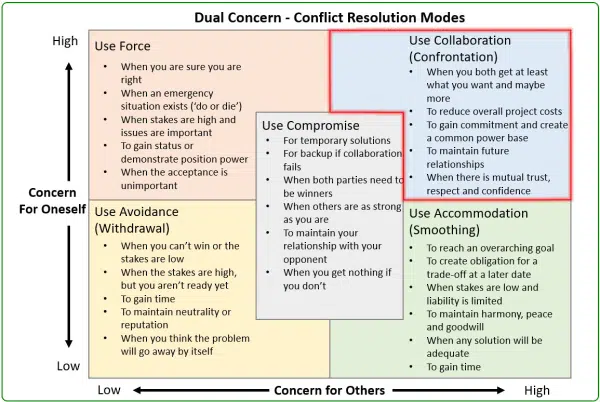 Dual Concern - Conflict Resolution Modes
High
Use Force
• When you are sure you are
right
• When an emergency
situation exists (‘do or die’)
• When stakes are high and
issues are important
• To gain status or
demonstrate position power
• When the acceptance is
unimportant
Use Collaboration
(Confrontation)
• When you both get at least
what you want and maybe
more
• To reduce overall project costs
• To gain commitment and create
a common power base
• To maintain future
relationships
• When there is mutual trust,
respect and confidence
Use Compromise
• For temporary solutions
• For backup if collaboration
fails
• When both parties need to
be winners
• When others are as strong
as you are
• To maintain your
relationship with your
opponent
• When you get nothing if
you don’t
Concern
For Oneself
Use Avoidance
(Withdrawal)
• When you can’t win or the
stakes are low
• When the stakes are high,
but you aren’t ready yet
• To gain time
• To maintain neutrality or
reputation
• When you think the problem
will go away by itself
Use Accommodation
(Smoothing)
• To reach an overarching goal
• To create obligation for a
trade-off at a later date
• When stakes are low and
liability is limited
• To maintain harmony, peace
and goodwill
• When any solution will be
adequate
• To gain time
Low
Low
Concern for Others
High